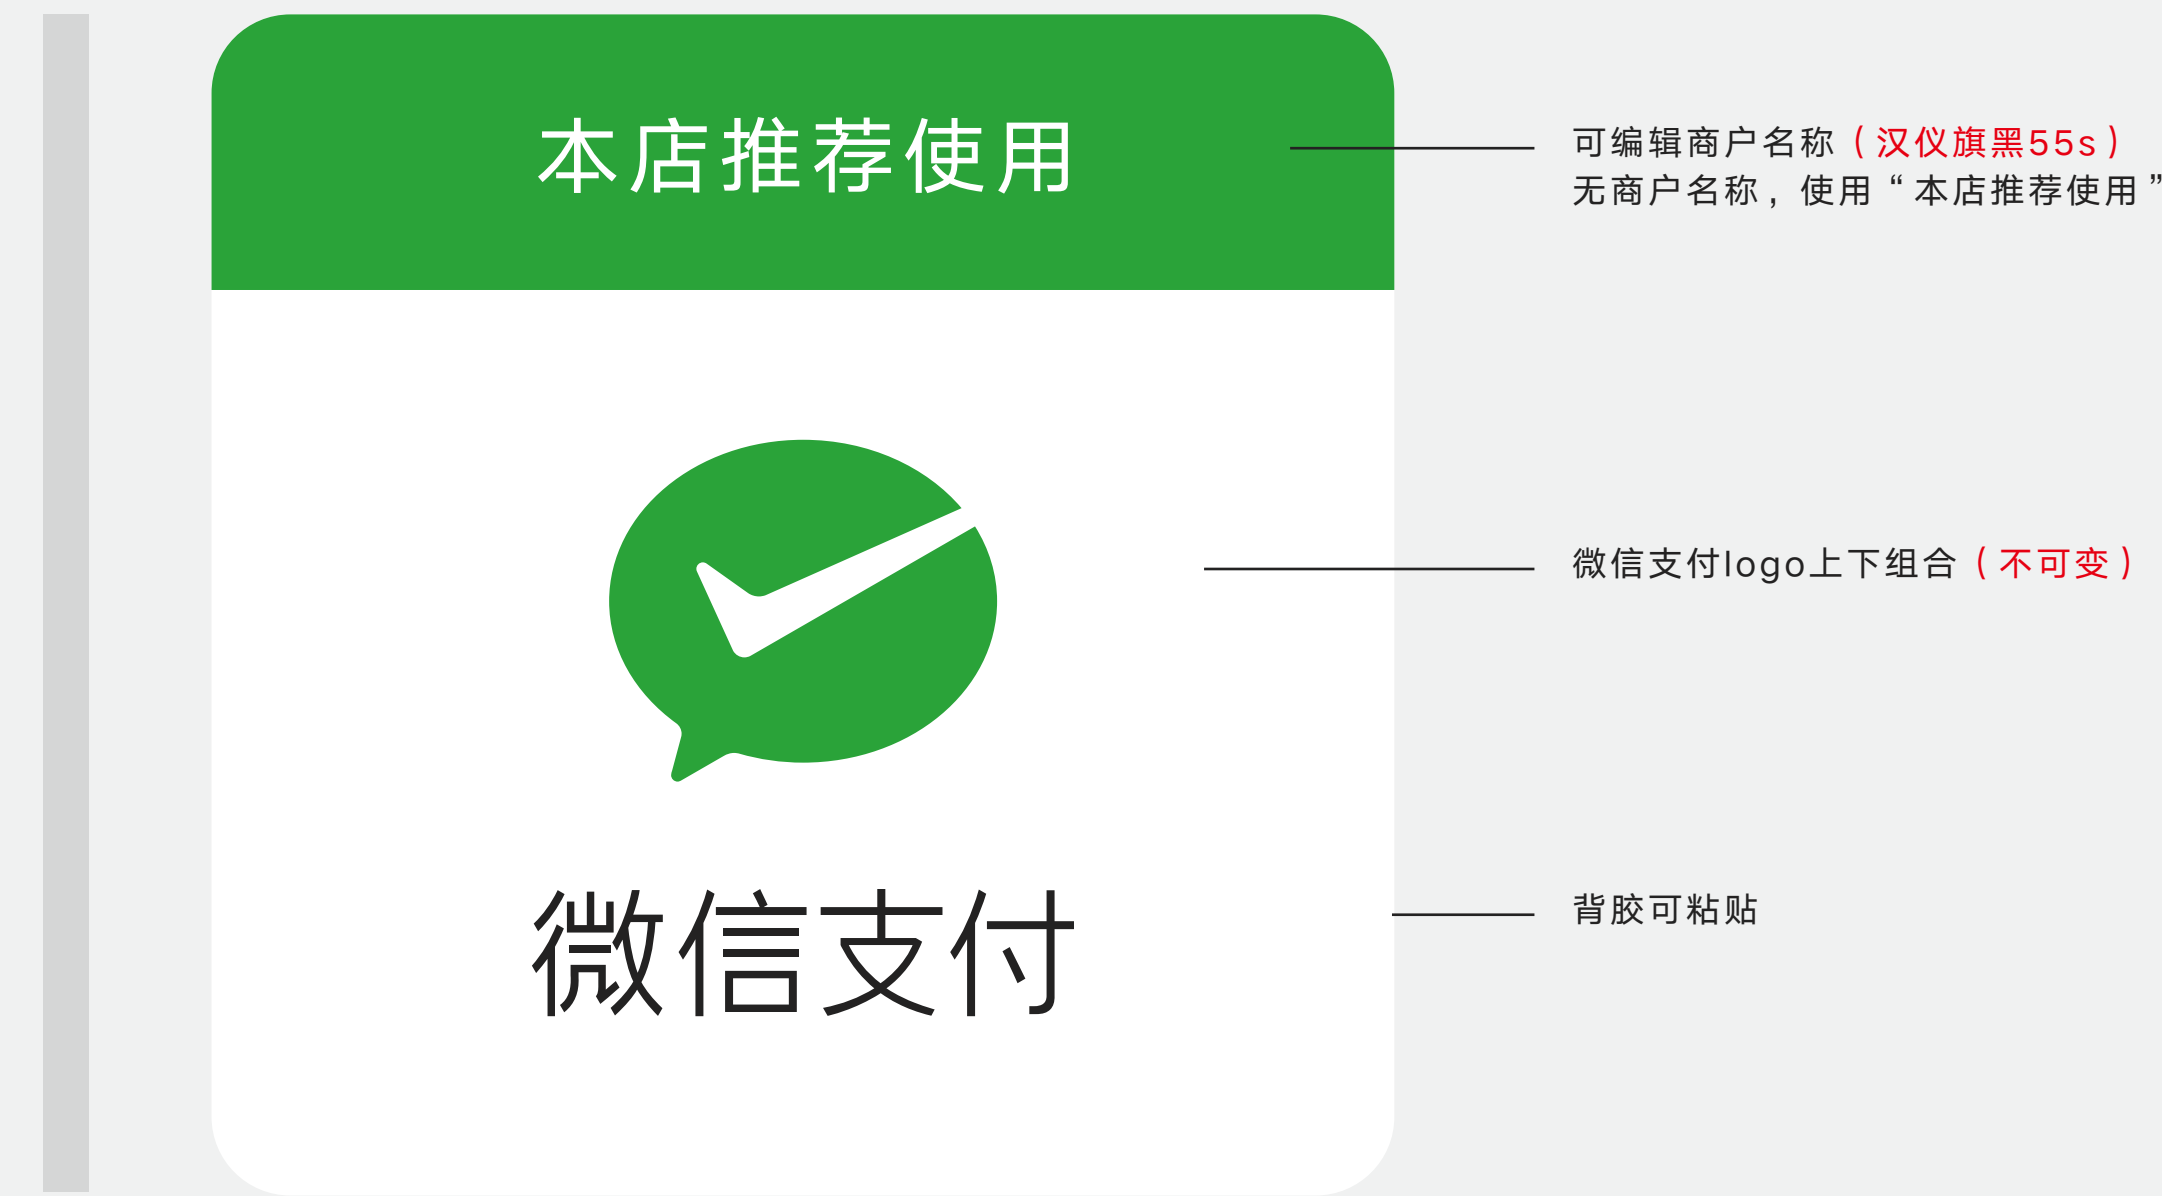 本店推荐使用
可编辑商户名称（汉仪旗黑55s）
无商户名称，使用“本店推荐使用”
微信支付logo上下组合（不可变）
微信支付
背胶可粘贴